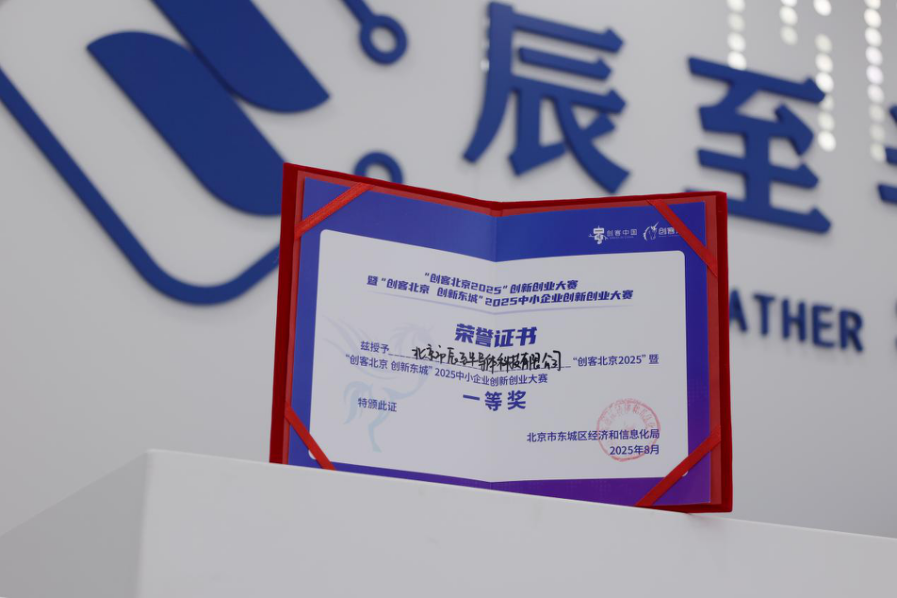 辰至
ATHER
创客中国
创客
“创客北京2025”创新创业大赛
暨“创客北京 创新东城”2025中小企业创新创业大赛
荣誉证书
兹授予 北京市辰至半导体科技有限公司 “创客北京2025”暨
“创客北京 创新东城”2025中小企业创新创业大赛
一等奖
特颁此证
北京市东城区经济和信息化局
2025年8月